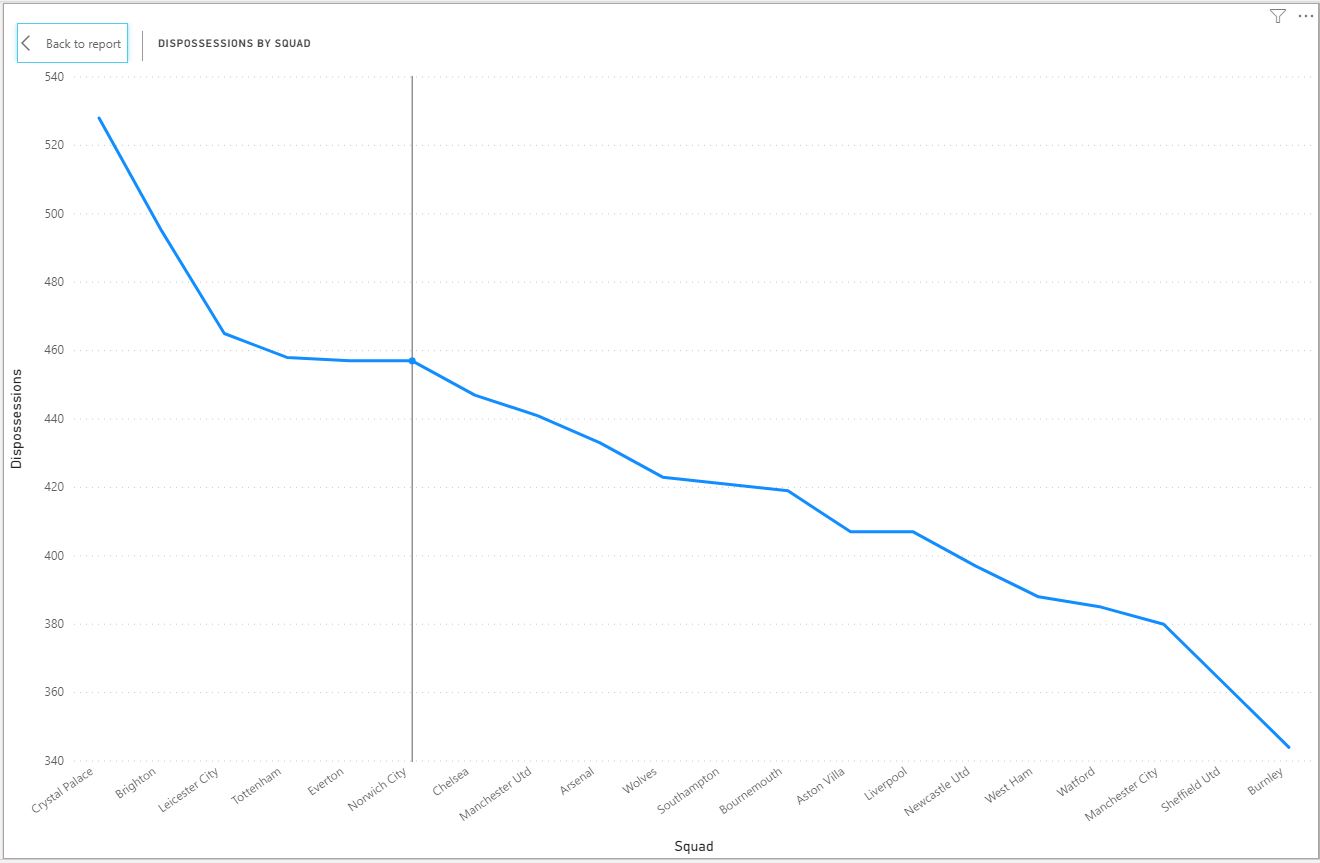 Back to report
DISPOSSESSIONS BY SQUAD
540
520
500
480
460
440
420
400
380
360
340
Dispossessions
Crystal Palace
Brighton
Leicester City
Tottenham
Everton
Norwich City
Chelsea
Manchester Utd
Arsenal
Wolves
Southampton
Bournemouth
Aston Villa
Liverpool
Newcastle Utd
West Ham
Watford
Manchester City
Sheffield Utd
Burnley
Squad